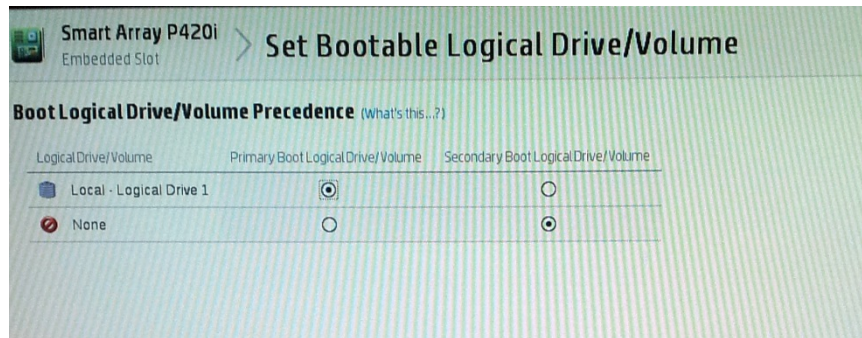 Smart Array P420i
Embedded Slot
Set Bootable Logical Drive/Volume
Boot Logical Drive/Volume Precedence (What's this...?)
Logical Drive/Volume Primary Boot Logical Drive/Volume Secondary Boot Logical Drive/Volume
Local - Logical Drive 1
None